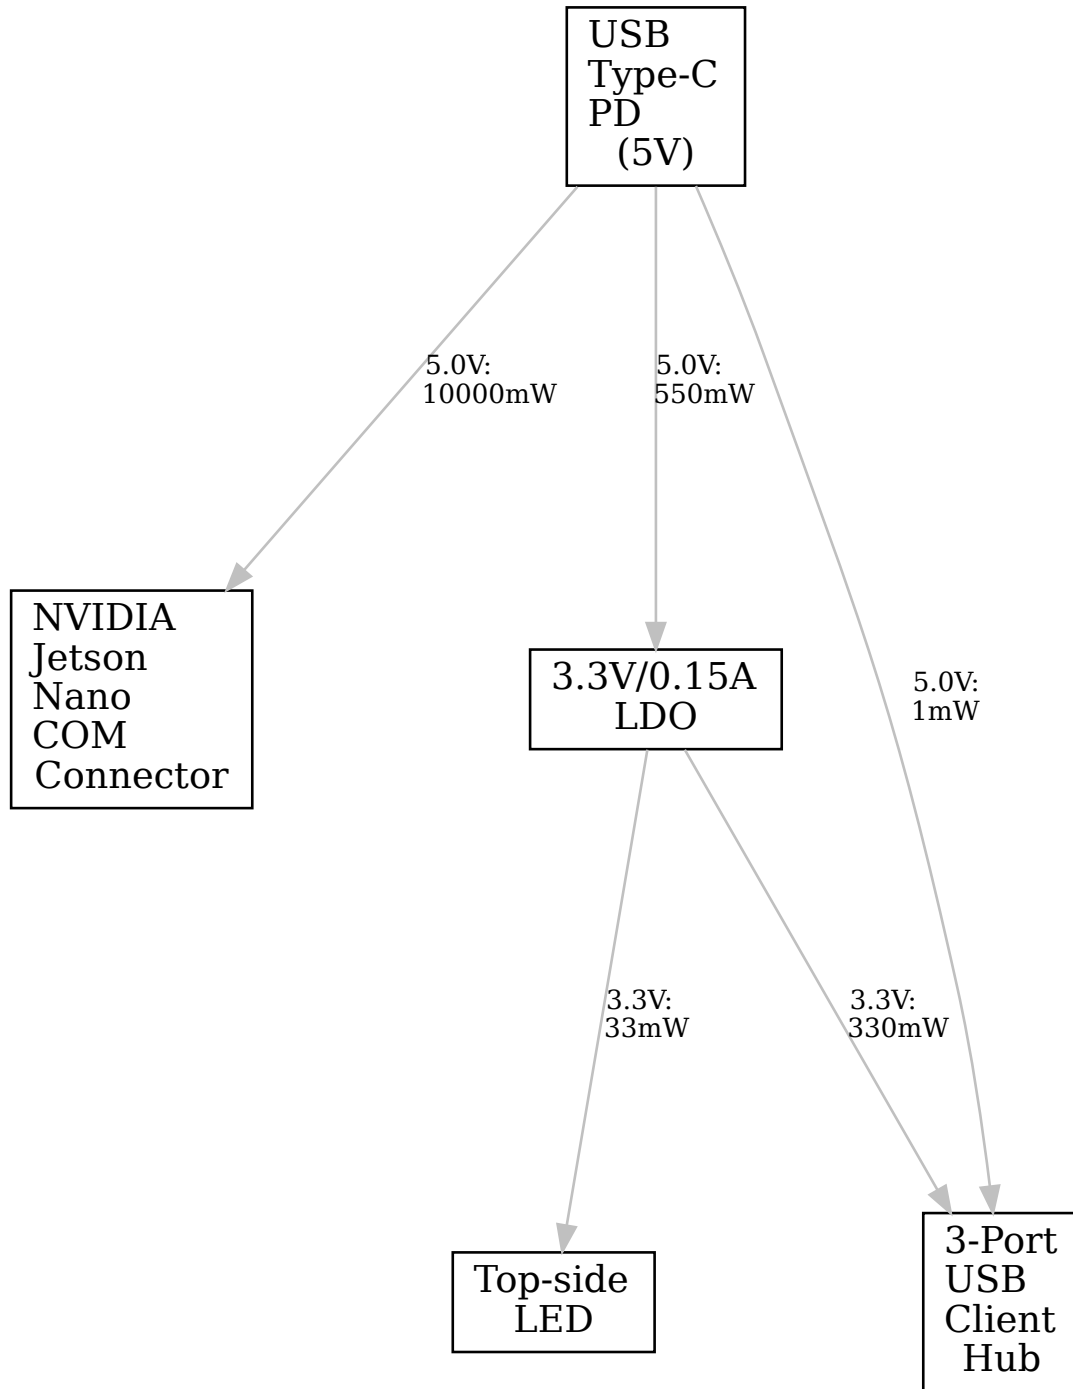 USB
Type-C
PD
(5V)
5.0V:
10000mW
5.0V:
550mW
NVIDIA
Jetson
Nano
COM
Connector
3.3V/0.15A
LDO
5.0V:
1mW
3.3V:
33mW
3.3V:
330mW
Top-side
LED
3-Port
USB
Client
Hub